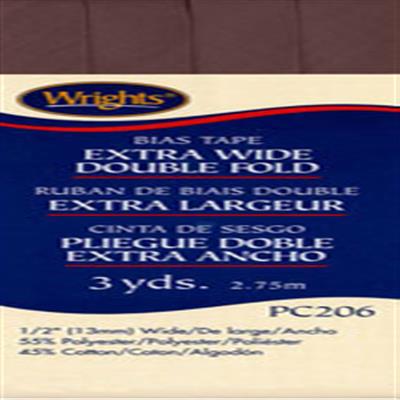 Wrights®
BIAS TAPE
EXTRA WIDE
DOUBLE FOLD
RUBAN DE BIAIS DOUBLE
EXTRA LARGEUR
CINTA DE SESGO
PLIEGUE DOBLE
EXTRA ANCHO
3 yds. 2.75m
PC206
1/2" (13mm) Wide/De large/Ancho
55% Polyester/Polyester/Poliéster
45% Cotton/Coton/Algodón